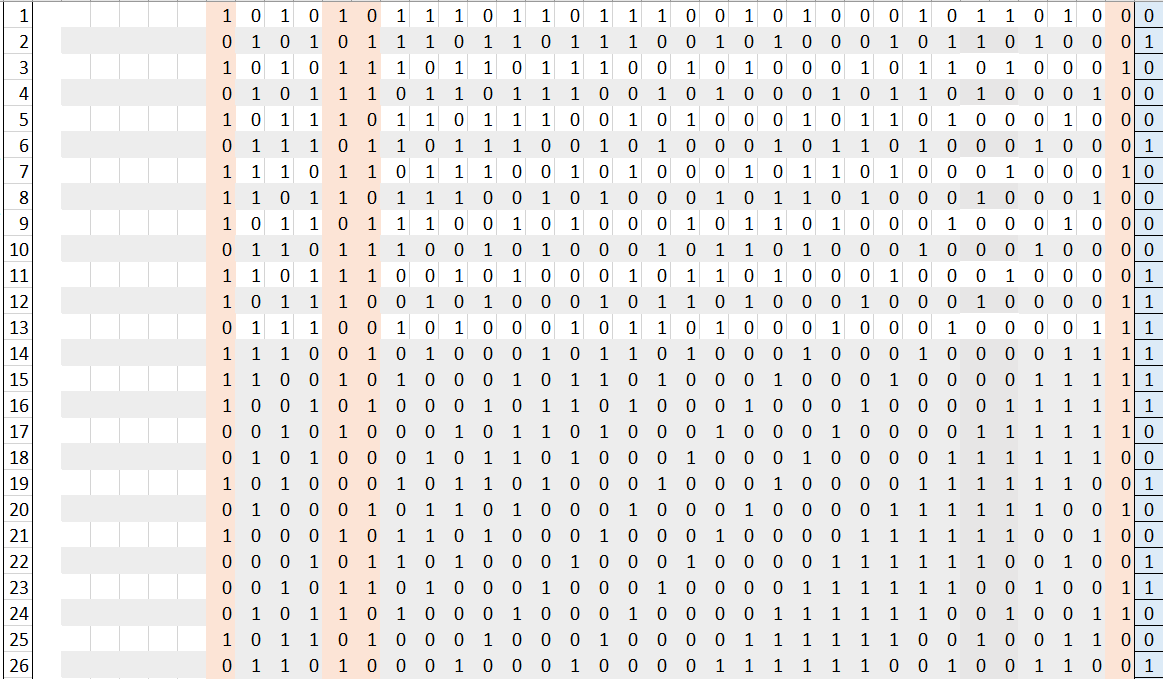 1 1 0 1 0 1 0 1 1 1 0 1 1 0 1 1 1 0 0 1 0 1 0 0 0 1 0 1 1 0 1 0 0 0
2 0 1 0 1 0 1 1 1 0 1 1 0 1 1 1 0 0 1 0 1 0 0 0 1 0 1 1 0 1 0 0 0 1
3 1 0 1 0 1 1 1 0 1 1 0 1 1 1 0 0 1 0 1 0 0 0 1 0 1 1 0 1 0 0 0 1 0
4 0 1 0 1 1 1 0 1 1 0 1 1 1 0 0 1 0 1 0 0 0 1 0 1 1 0 1 0 0 0 1 0 0
5 1 0 1 1 1 0 1 1 0 1 1 1 0 0 1 0 1 0 0 0 1 0 1 1 0 1 0 0 0 1 0 0 0
6 0 1 1 1 0 1 1 0 1 1 1 0 0 1 0 1 0 0 0 1 0 1 1 0 1 0 0 0 1 0 0 0 1
7 1 1 1 0 1 1 0 1 1 1 0 0 1 0 1 0 0 0 1 0 1 1 0 1 0 0 0 1 0 0 0 1 0
8 1 1 0 1 1 0 1 1 1 0 0 1 0 1 0 0 0 1 0 1 1 0 1 0 0 0 1 0 0 0 1 0 0
9 1 0 1 1 0 1 1 1 0 0 1 0 1 0 0 0 1 0 1 1 0 1 0 0 0 1 0 0 0 1 0 0 0
10 0 1 1 0 1 1 1 0 0 1 0 1 0 0 0 1 0 1 1 0 1 0 0 0 1 0 0 0 1 0 0 0 0
11 1 1 0 1 1 1 0 0 1 0 1 0 0 0 1 0 1 1 0 1 0 0 0 1 0 0 0 1 0 0 0 0 1
12 1 0 1 1 1 0 0 1 0 1 0 0 0 1 0 1 1 0 1 0 0 0 1 0 0 0 1 0 0 0 0 1 1
13 0 1 1 1 0 0 1 0 1 0 0 0 1 0 1 1 0 1 0 0 0 1 0 0 0 1 0 0 0 0 1 1 1
14 1 1 1 0 0 1 0 1 0 0 0 1 0 1 1 0 1 0 0 0 1 0 0 0 1 0 0 0 0 1 1 1 1
15 1 1 0 0 1 0 1 0 0 0 1 0 1 1 0 1 0 0 0 1 0 0 0 1 0 0 0 0 1 1 1 1 1
16 1 0 0 1 0 1 0 0 0 1 0 1 1 0 1 0 0 0 1 0 0 0 1 0 0 0 0 1 1 1 1 1 1
17 0 0 1 0 1 0 0 0 1 0 1 1 0 1 0 0 0 1 0 0 0 1 0 0 0 0 1 1 1 1 1 1 0
18 0 1 0 1 0 0 0 1 0 1 1 0 1 0 0 0 1 0 0 0 1 0 0 0 0 1 1 1 1 1 1 0 0
19 1 0 1 0 0 0 1 0 1 1 0 1 0 0 0 1 0 0 0 1 0 0 0 0 1 1 1 1 1 1 0 0 1
20 0 1 0 0 0 1 0 1 1 0 1 0 0 0 1 0 0 0 1 0 0 0 0 1 1 1 1 1 1 0 0 1 0
21 1 0 0 0 1 0 1 1 0 1 0 0 0 1 0 0 0 1 0 0 0 0 1 1 1 1 1 1 0 0 1 0 0
22 0 0 0 1 0 1 1 0 1 0 0 0 1 0 0 0 1 0 0 0 0 1 1 1 1 1 1 0 0 1 0 0 1
23 0 0 1 0 1 1 0 1 0 0 0 1 0 0 0 1 0 0 0 0 1 1 1 1 1 1 0 0 1 0 0 1 1
24 0 1 0 1 1 0 1 0 0 0 1 0 0 0 1 0 0 0 0 1 1 1 1 1 1 0 0 1 0 0 1 1 0
25 1 0 1 1 0 1 0 0 0 1 0 0 0 1 0 0 0 0 1 1 1 1 1 1 0 0 1 0 0 1 1 0 0
26 0 1 1 0 1 0 0 0 1 0 0 0 1 0 0 0 0 1 1 1 1 1 1 0 0 1 0 0 1 1 0 0 1